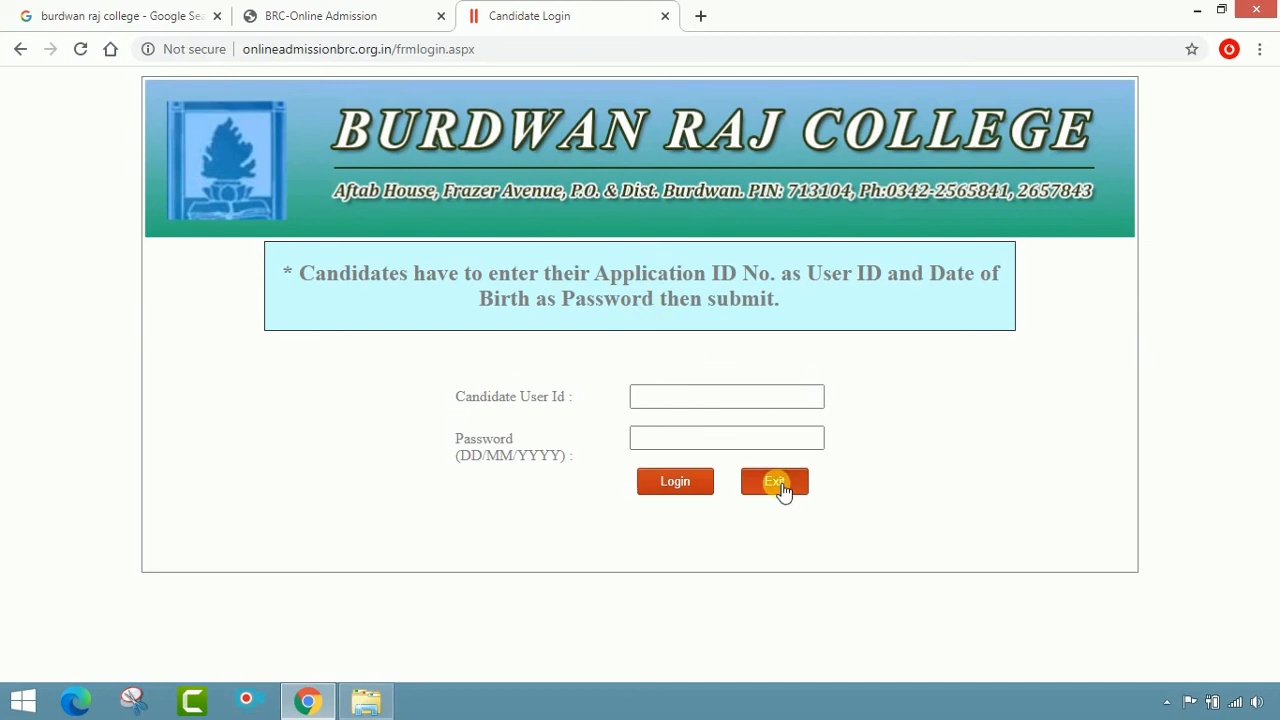 burdwan raj college - Google Sea
BRC-Online Admission
Candidate Login
Not secure
onlineadmissionbrc.org.in/frmlogin.aspx
BURDWAN RAJ COLLEGE
Aftab House, Frazer Avenue, P.O. & Dist. Burdwan. PIN: 713104, Ph:0342-2565841, 2657843
* Candidates have to enter their Application ID No. as User ID and Date of
Birth as Password then submit.
Candidate User Id :
Password
(DD/MM/YYYY) :
Login
Exit